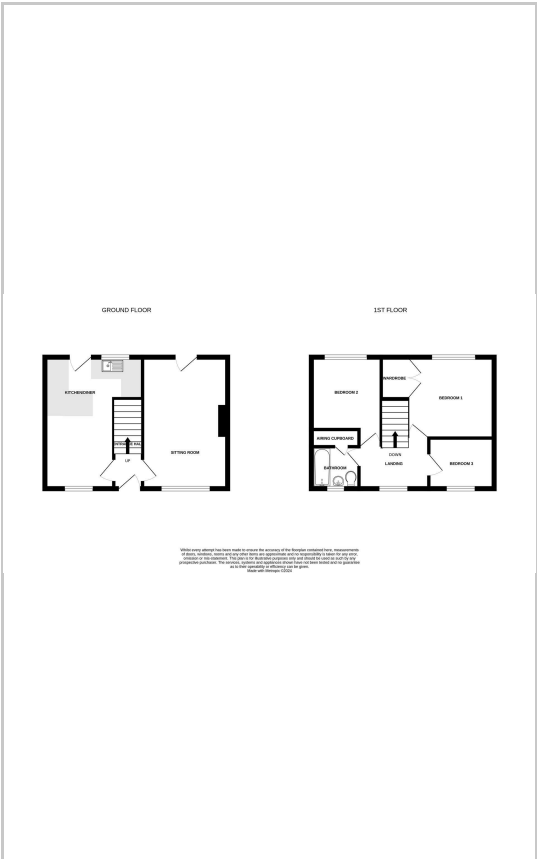 GROUND FLOOR
1ST FLOOR
KITCHEN/DINER
ENTRANCE HALL
UP
SITTING ROOM
WARDROBE
BEDROOM 2
BEDROOM 1
AIRING CUPBOARD
DOWN
LANDING
BATHROOM
BEDROOM 3
Whilst every attempt has been made to ensure the accuracy of the floorplan contained here, measurements
of doors, windows, rooms and any other items are approximate and no responsibility is taken for any error,
omission or mis-statement. This plan is for illustrative purposes only and should be used as such by any
prospective purchaser. The services, systems and appliances shown have not been tested and no guarantee
as to their operability or efficiency can be given.
Made with Metropix ©2024